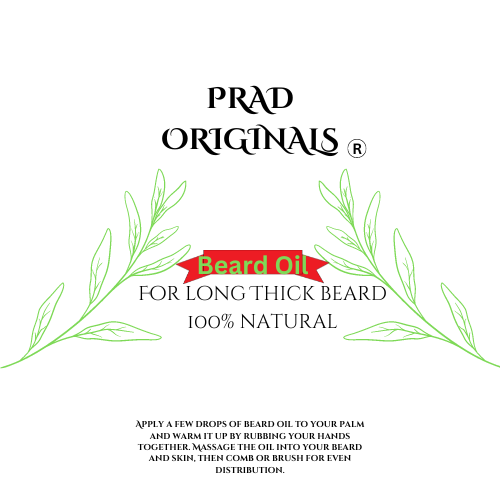 PRAD
ORIGINALS ®
Beard Oil
For Long Thick Beard
100% Natural
Apply a few drops of beard oil to your palm
and warm it up by rubbing your hands
together. Massage the oil into your beard
and skin, then comb or brush for even
distribution.